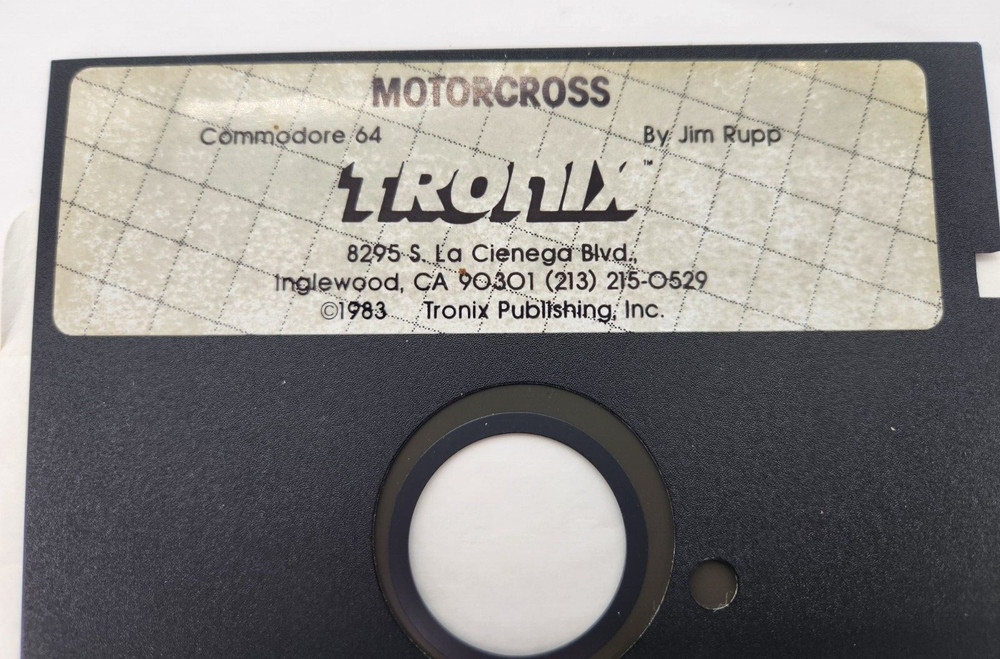 MOTORCROSS
Commodore 64 By Jim Rupp
TRONIX™
8295 S. La Cienega Blvd.,
Inglewood, CA 90301 (213) 215-0529
©1983 Tronix Publishing, Inc.